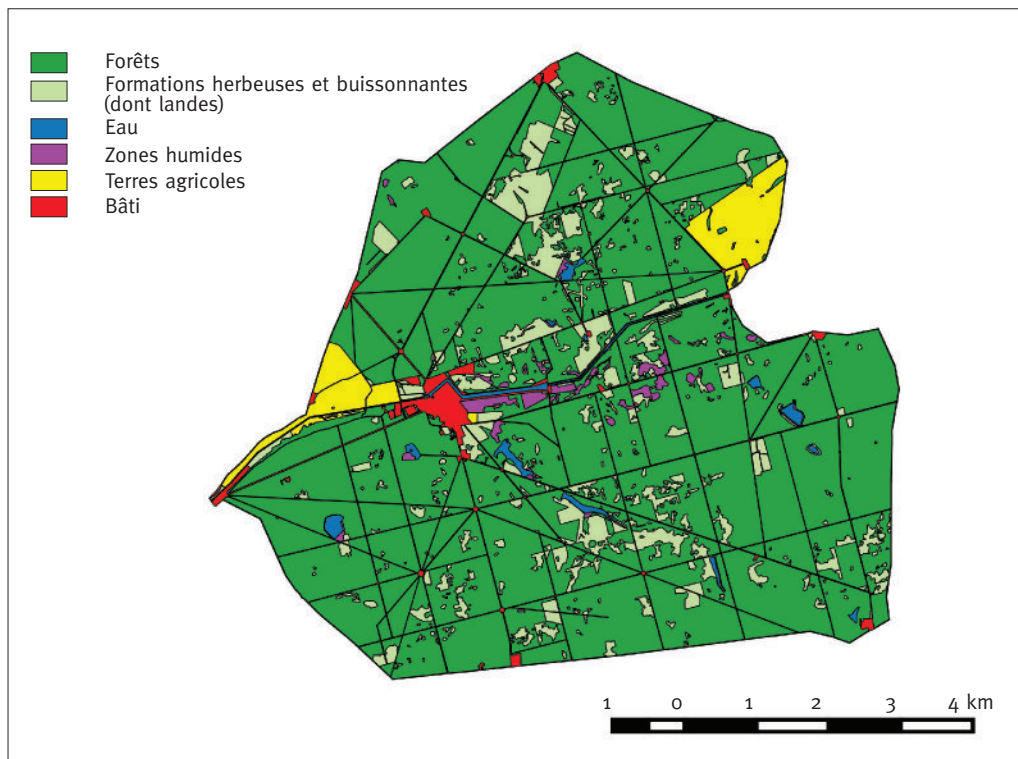 Forêts
Formations herbeuses et buissonnantes
(dont landes)
Eau
Zones humides
Terres agricoles
Bâti
1 0 1 2 3 4 km